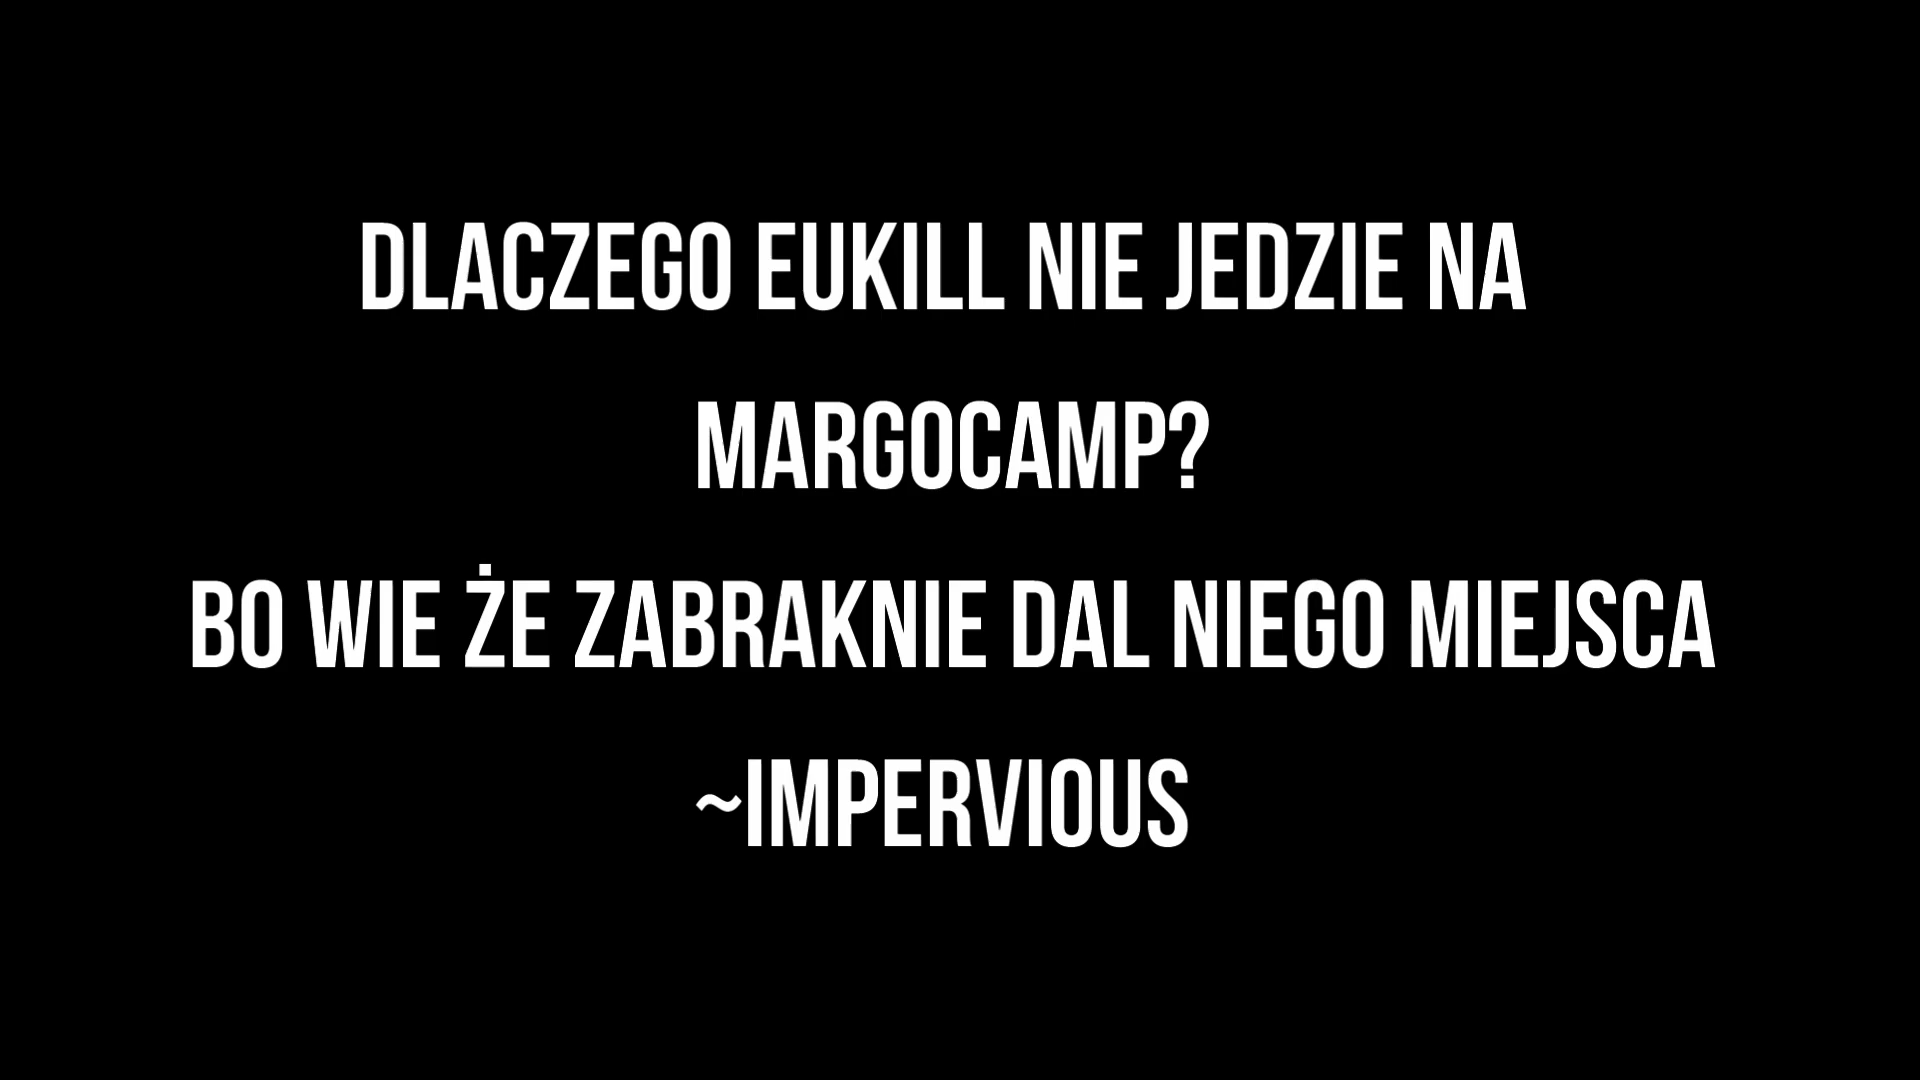 DLACZEGO EUKILL NIE JEDZIE NA
MARGOCAMP?
BO WIE ŻE ZABRAKNIE DAL NIEGO MIEJSCA
~IMPERVIOUS